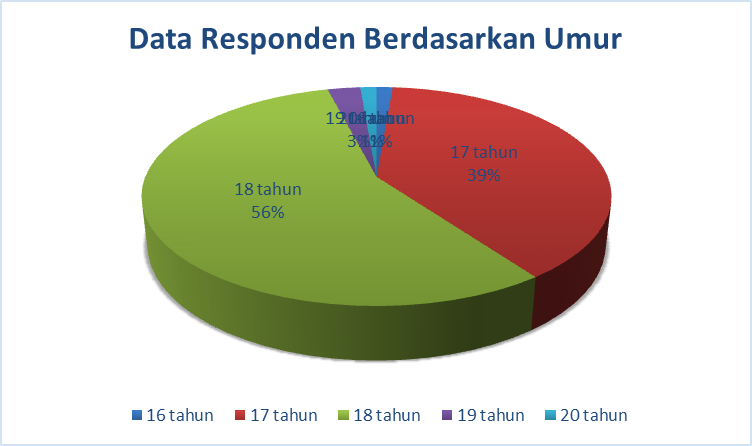 Data Responden Berdasarkan Umur
17 tahun
39%
18 tahun
56%
16 tahun
17 tahun
18 tahun
19 tahun
20 tahun